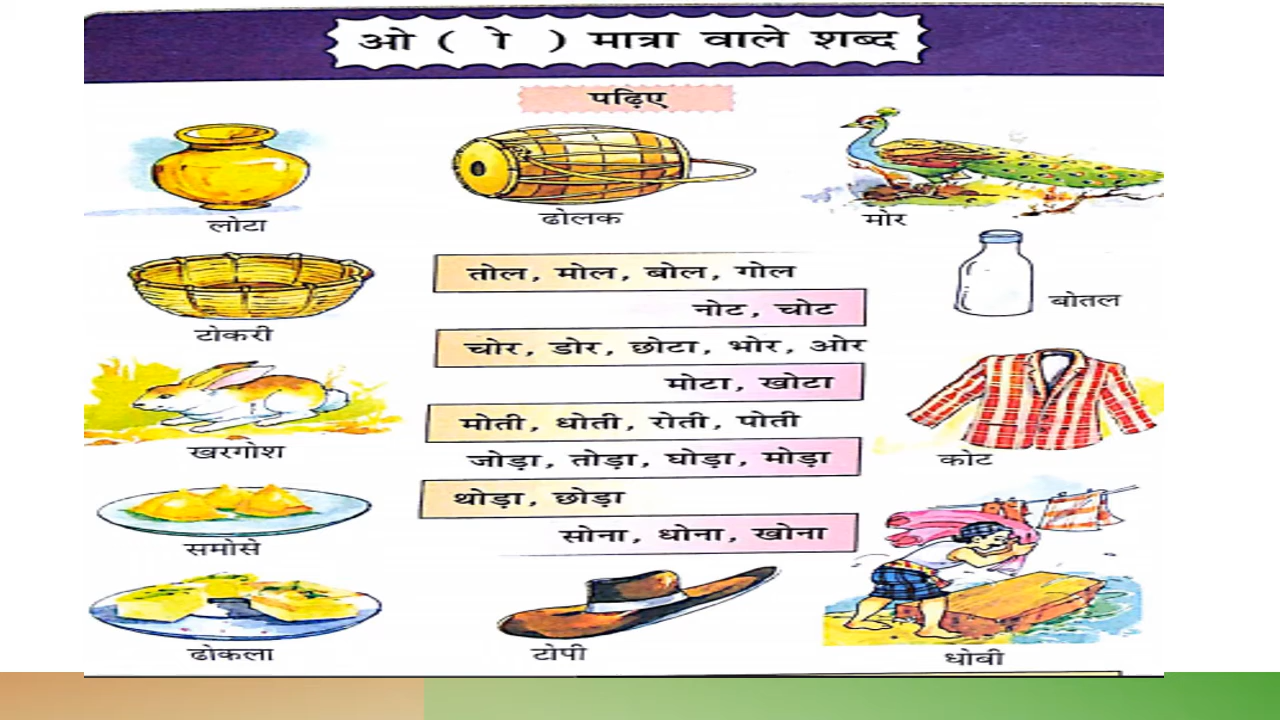 ओ ( ो ) मात्रा वाले शब्द
पढ़िए
लोटा
ढोलक
मोर
तोल, मोल, बोल, गोल
बोतल
नोट, चोट
टोकरी
चोर, डोर, छोटा, भोर, ओर
मोटा, खोटा
मोती, धोती, रोती, पोती
खरगोश
जोड़ा, तोड़ा, घोड़ा, मोड़ा
कोट
थोड़ा, छोड़ा
सोना, धोना, खोना
समोसे
ढोकला
टोपी
धोबी